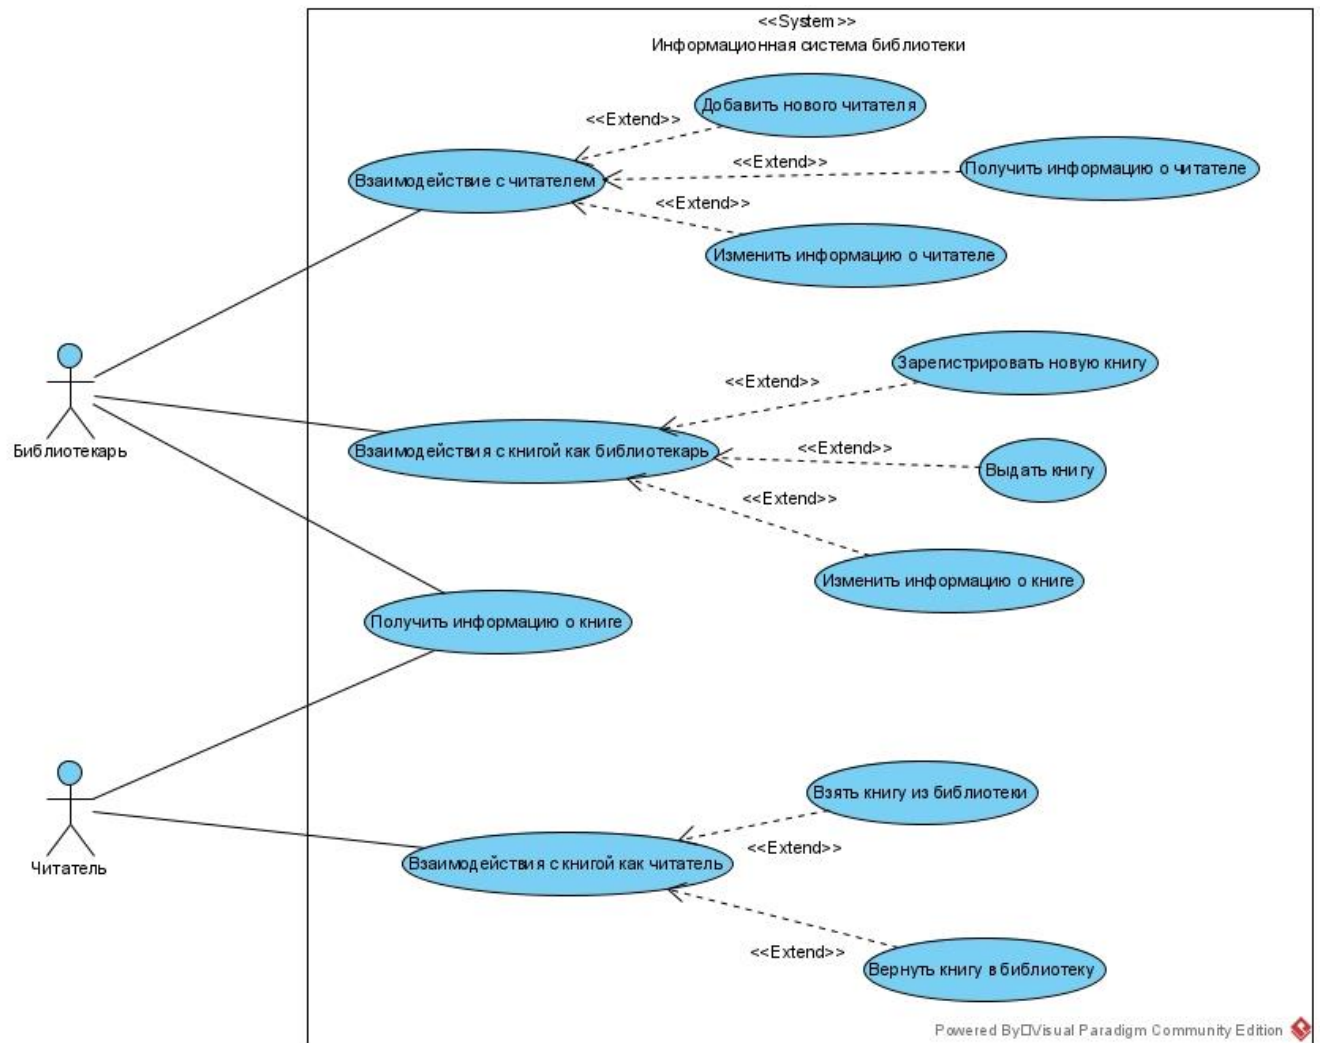 <<System>>
Информационная система библиотеки
Добавить нового читателя
<<Extend>>
<<Extend>>
Получить информацию о читателе
Взаимодействие с читателем
<<Extend>>
Изменить информацию о читателе
Зарегистрировать новую книгу
<<Extend>>
Библиотекарь
Взаимодействия с книгой как библиотекарь
<<Extend>>
Выдать книгу
<<Extend>>
Изменить информацию о книге
Получить информацию о книге
Взять книгу из библиотеки
<<Extend>>
Читатель
Взаимодействия с книгой как читатель
<<Extend>>
Вернуть книгу в библиотеку
Powered By□Visual Paradigm Community Edition